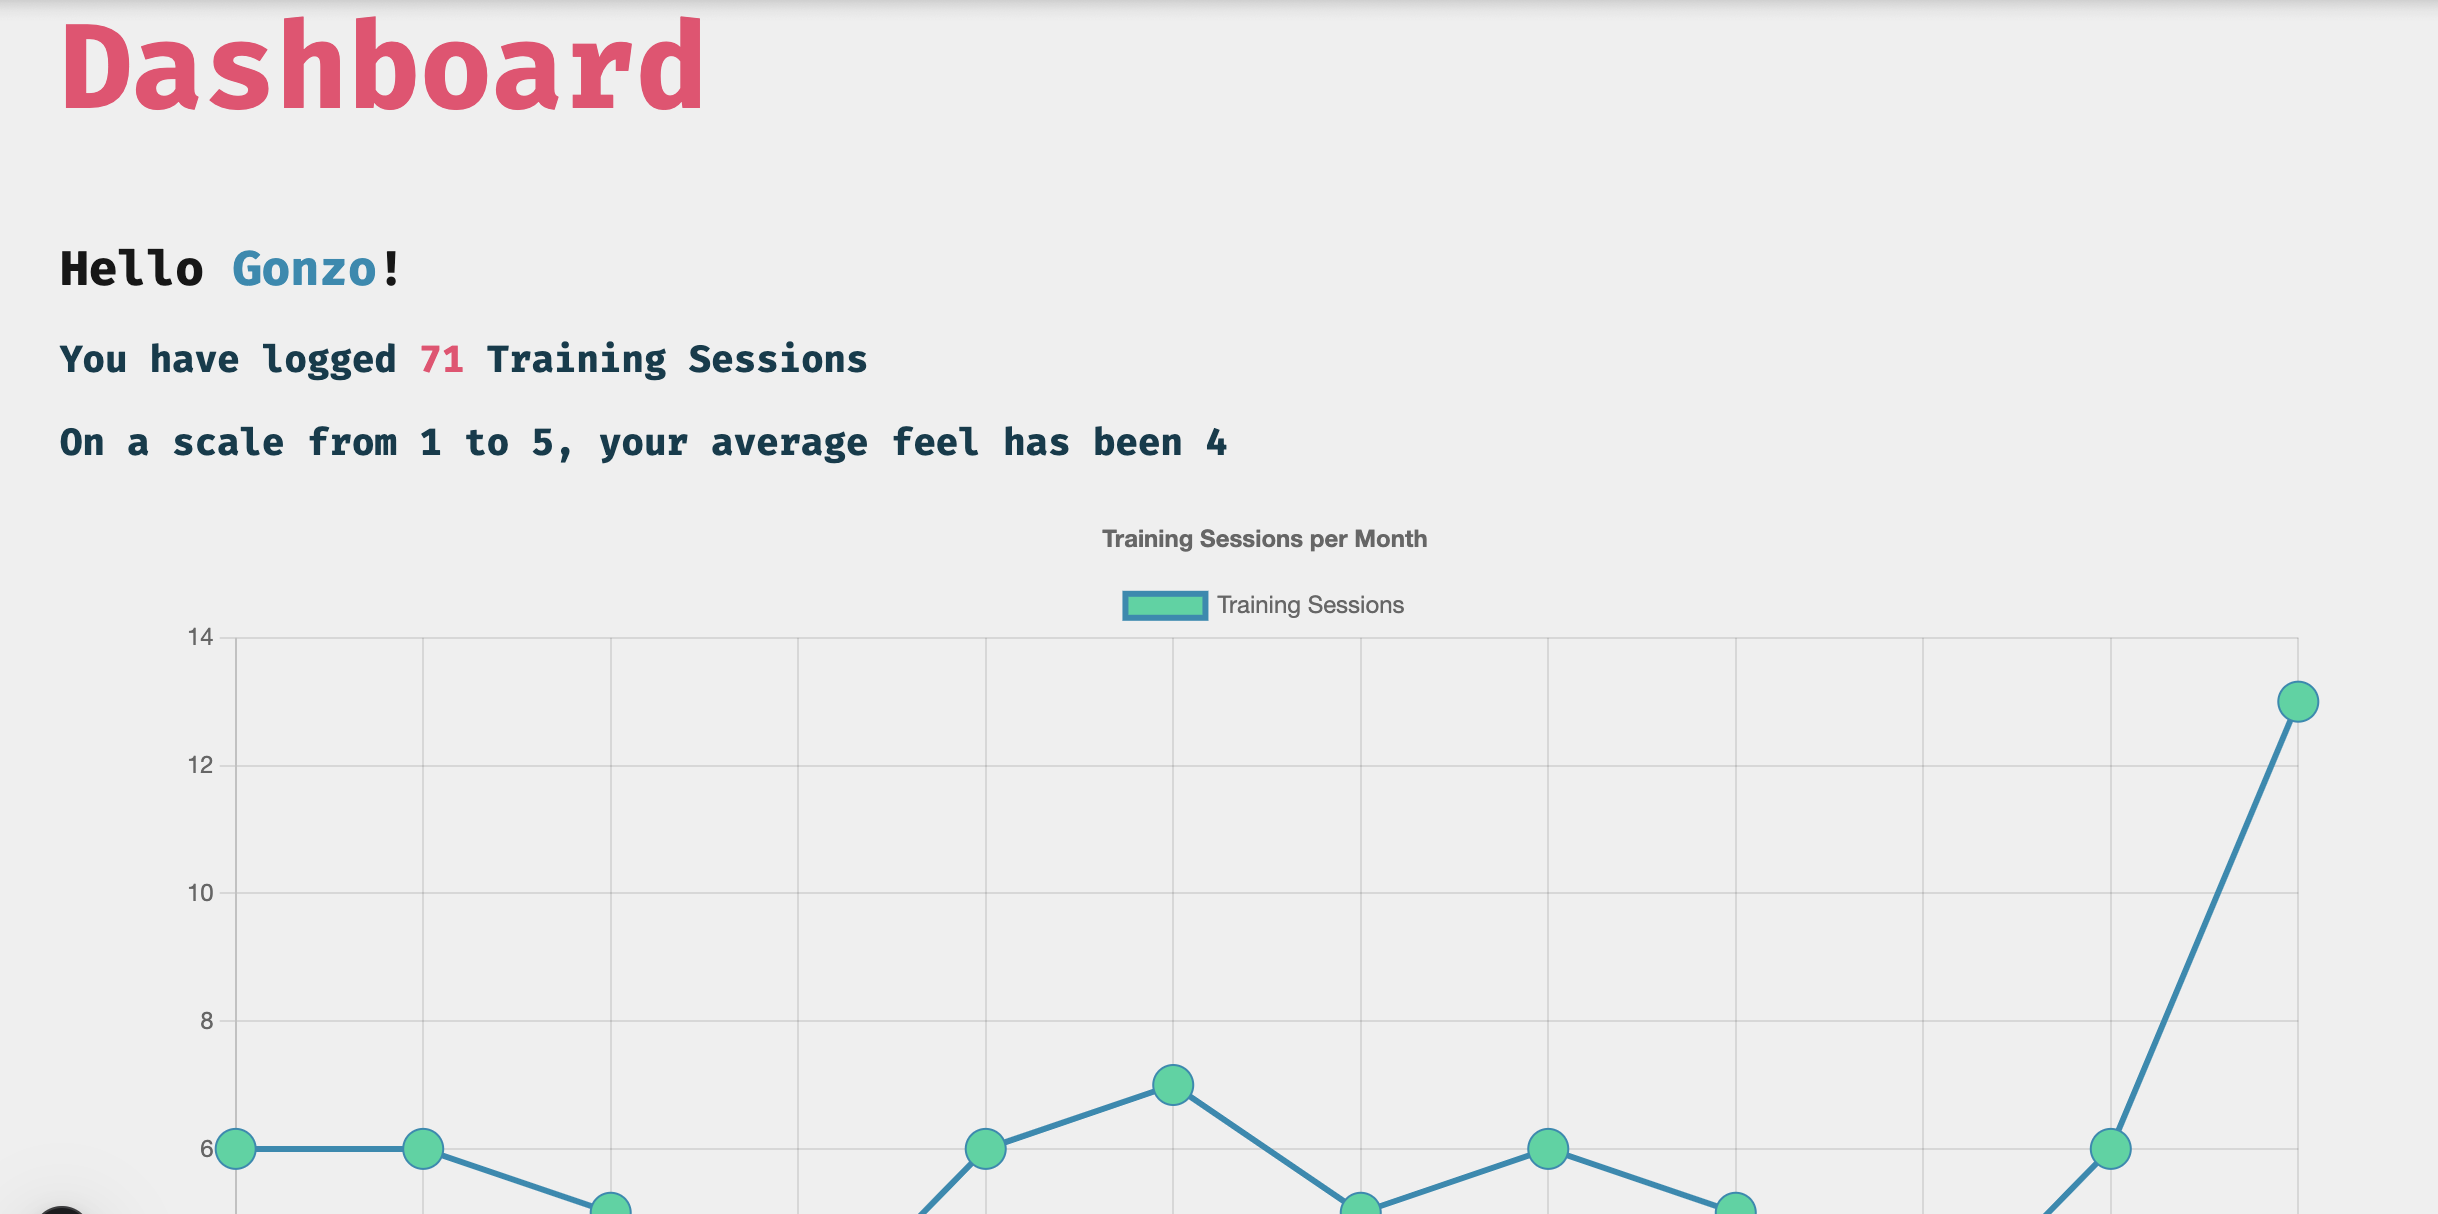 Dashboard
Hello Gonzo!
You have logged 71 Training Sessions
On a scale from 1 to 5, your average feel has been 4
Training Sessions per Month
Training Sessions
14
12
10
8
6